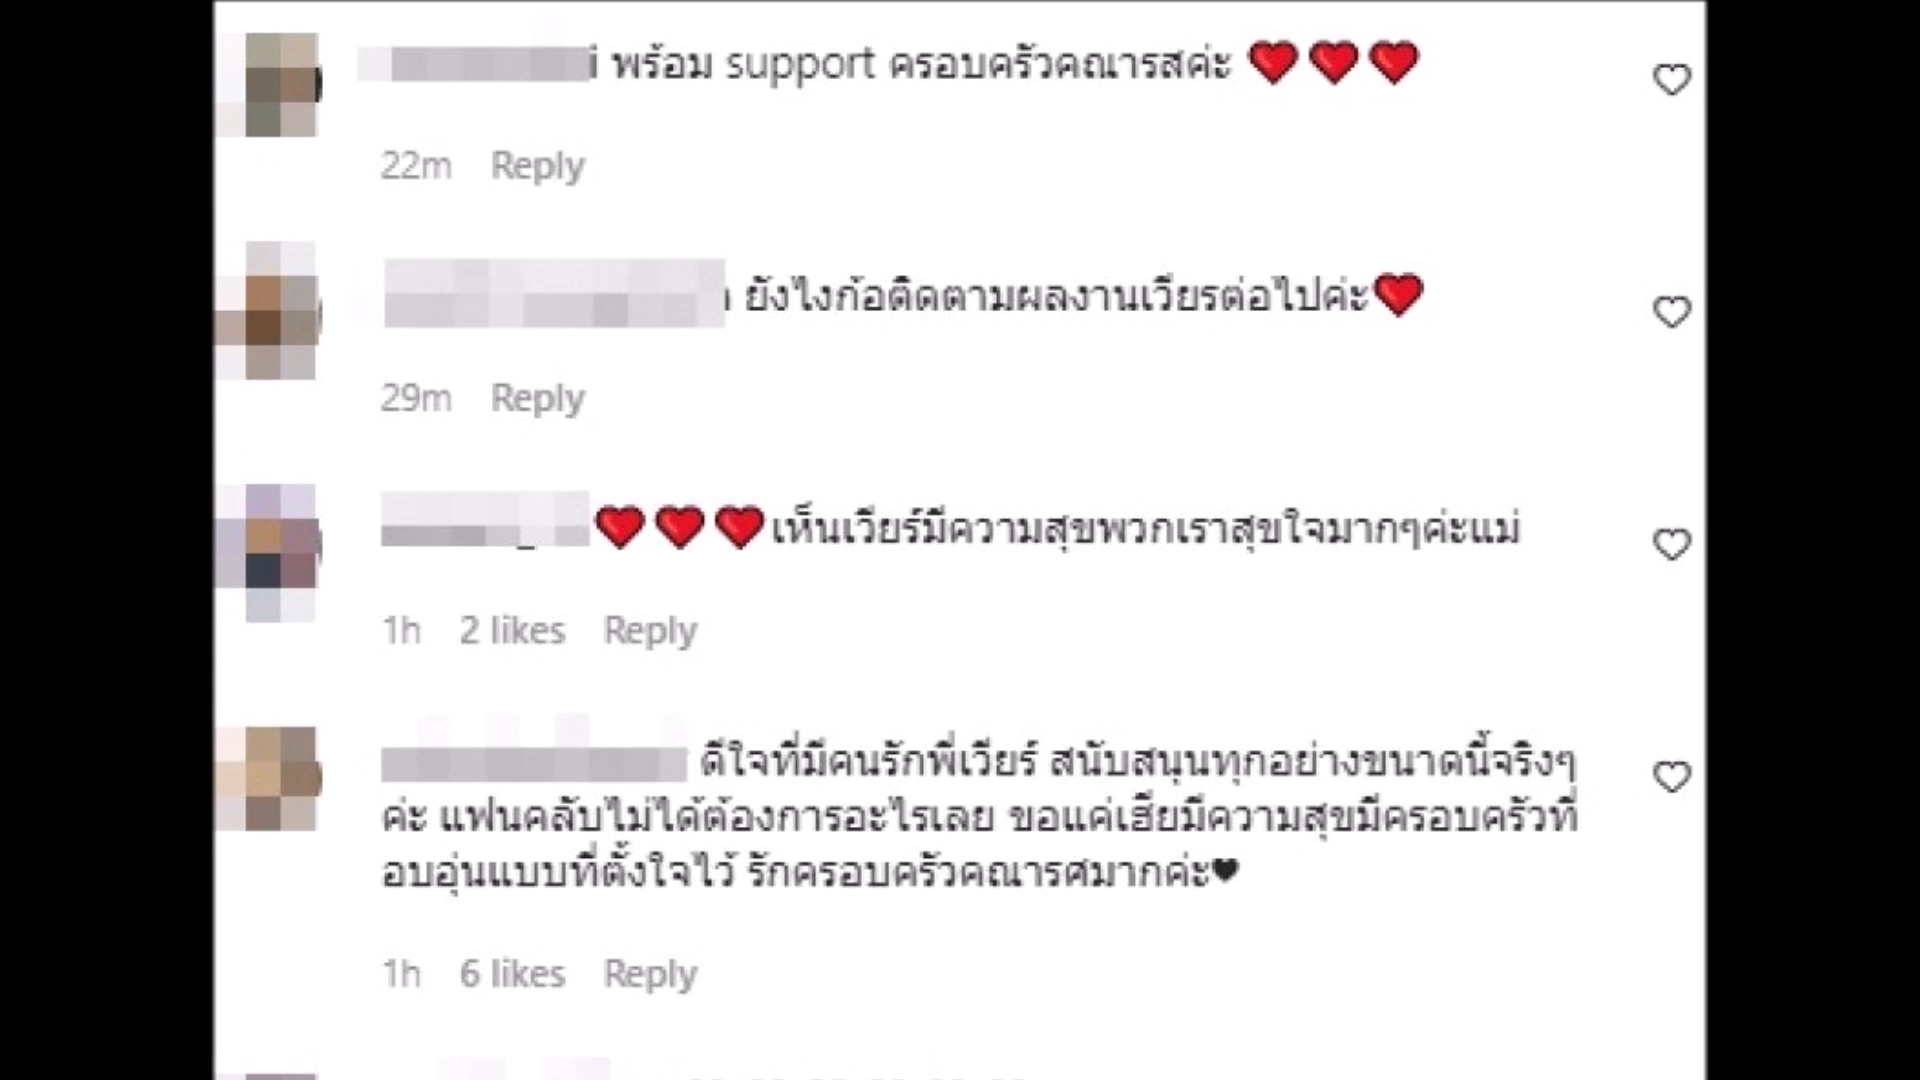 พร้อม support ครอบครัวคณารสค่ะ ❤❤❤
22m Reply
ยังไงก้อติดตามผลงานเวียรต่อไปค่ะ❤
29m Reply
❤❤❤เห็นเวียร์มีความสุขพวกเราสุขใจมากๆค่ะแม่
1h 2 likes Reply
ดีใจที่มีคนรักพี่เวียร์ สนับสนุนทุกอย่างขนาดนี้จริงๆ
ค่ะ แฟนคลับไม่ได้ต้องการอะไรเลย ขอแค่เฮียมีความสุขมีครอบครัวที่
อบอุ่นแบบที่ตั้งใจไว้ รักครอบครัวคณารศมากค่ะ♥
1h 6 likes Reply